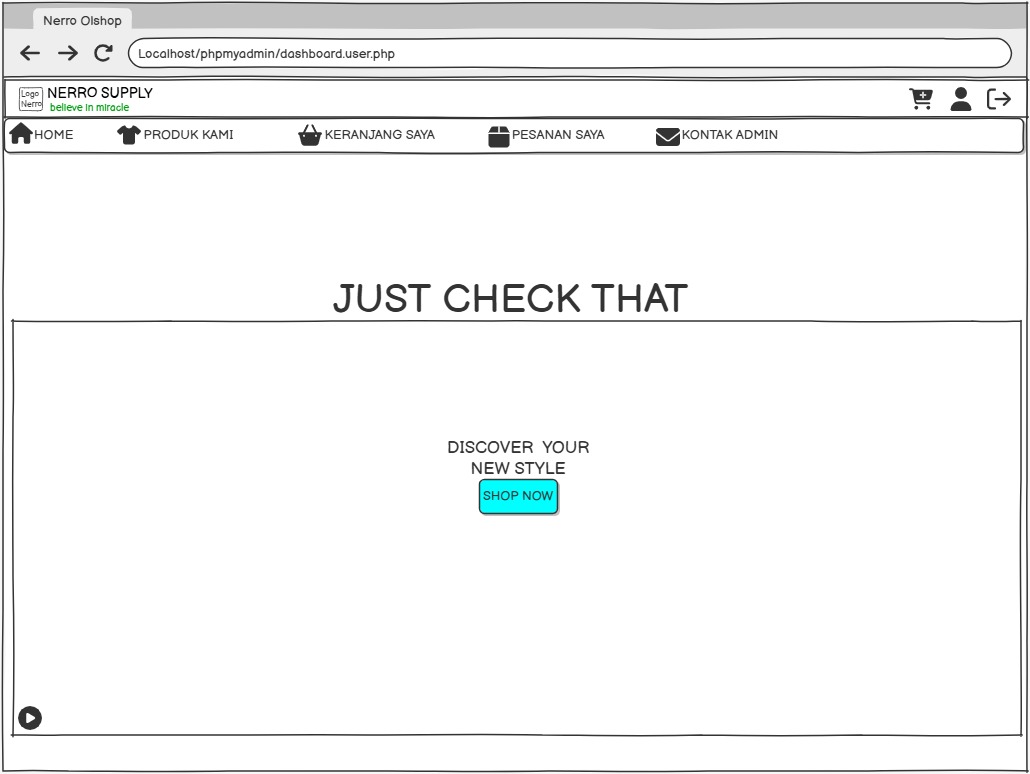 Nerro Olshop
Localhost/phpmyadmin/dashboard.user.php
Logo
Nerro
NERRO SUPPLY
believe in miracle
HOME
PRODUK KAMI
KERANJANG SAYA
PESANAN SAYA
KONTAK ADMIN
JUST CHECK THAT
DISCOVER YOUR
NEW STYLE
SHOP NOW